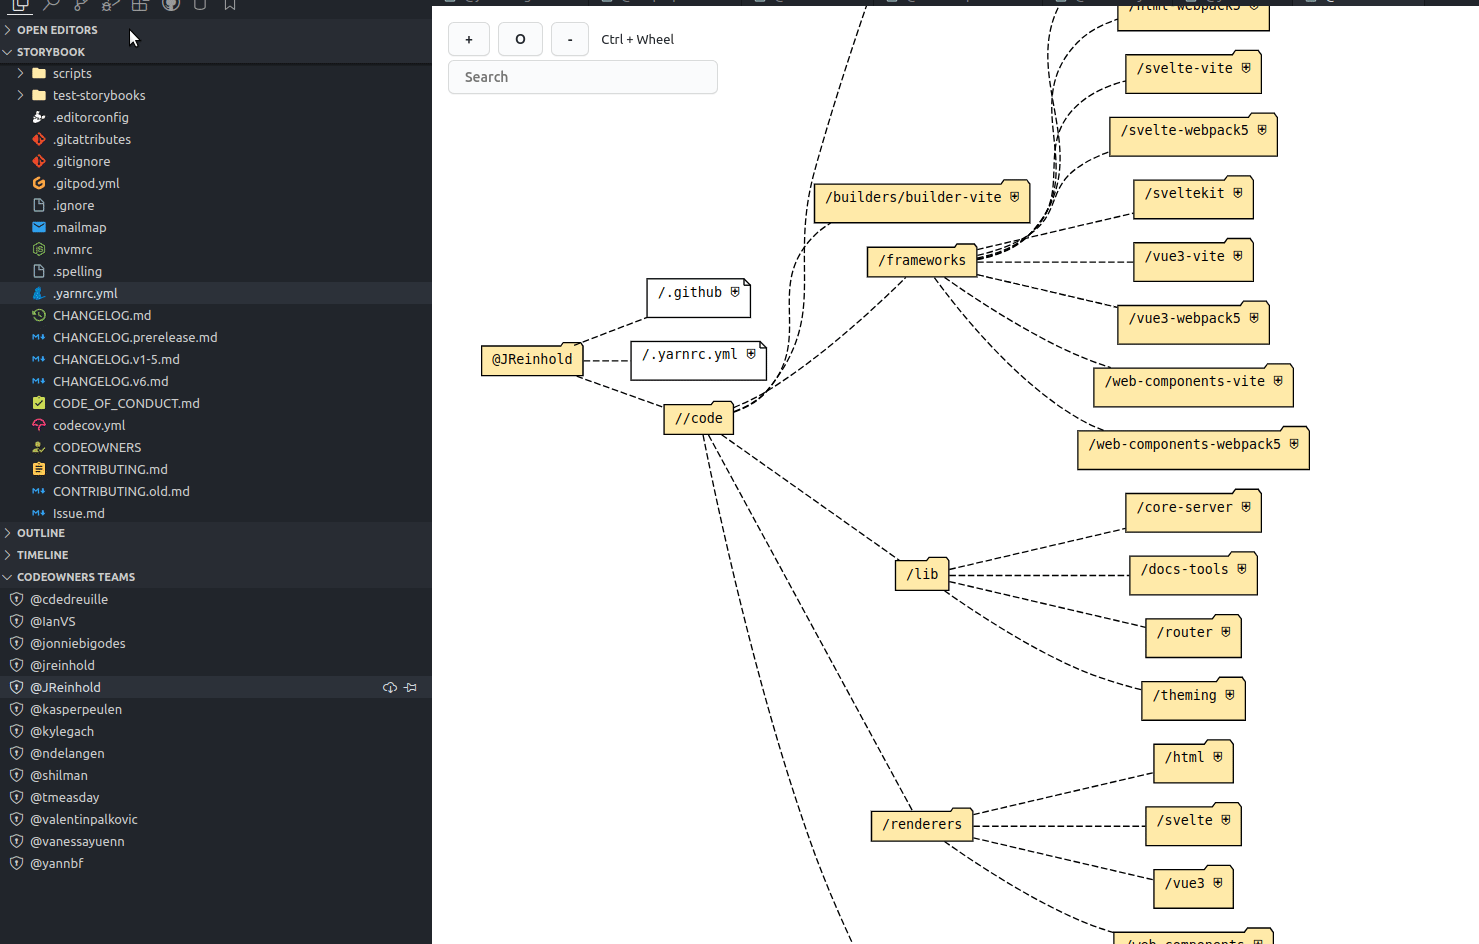 OPEN EDITORS
STORYBOOK
scripts
test-storybooks
.editorconfig
.gitattributes
.gitignore
.gitpod.yml
.ignore
.mailmap
.nvmrc
.spelling
.yarnrc.yml
CHANGELOG.md
CHANGELOG.prerelease.md
CHANGELOG.v1-5.md
CHANGELOG.v6.md
CODE_OF_CONDUCT.md
codecov.yml
CODEOWNERS
CONTRIBUTING.md
CONTRIBUTING.old.md
Issue.md
OUTLINE
TIMELINE
CODEOWNERS TEAMS
@cdedreuille
@IanVS
@jonniebigodes
@jreinhold
@JReinhold
@kasperpeulen
@kylegach
@ndelangen
@shilman
@tmeasday
@valentinpalkovic
@vanessayuenn
@yannbf
+ O - Ctrl + Wheel
Search
@JReinhold
/.github
/.yarnrc.yml
//code
/builders/builder-vite
/frameworks
/html-webpack5
/svelte-vite
/svelte-webpack5
/sveltekit
/vue3-vite
/vue3-webpack5
/web-components-vite
/web-components-webpack5
/lib
/core-server
/docs-tools
/router
/theming
/renderers
/html
/svelte
/vue3
/web-components